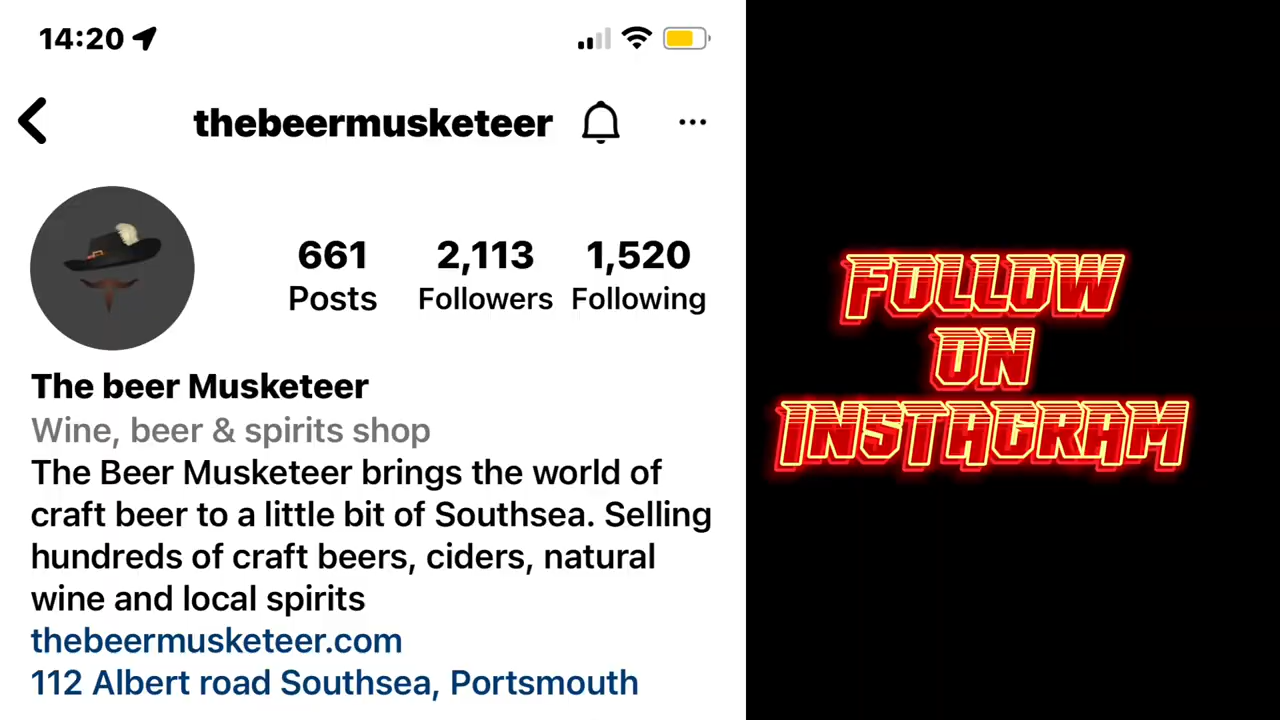 14:20
thebeermusketeer
661 2,113 1,520
Posts Followers Following
The beer Musketeer
Wine, beer & spirits shop
The Beer Musketeer brings the world of
craft beer to a little bit of Southsea. Selling
hundreds of craft beers, ciders, natural
wine and local spirits
thebeermusketeer.com
112 Albert road Southsea, Portsmouth
FOLLOW
ON
INSTAGRAM